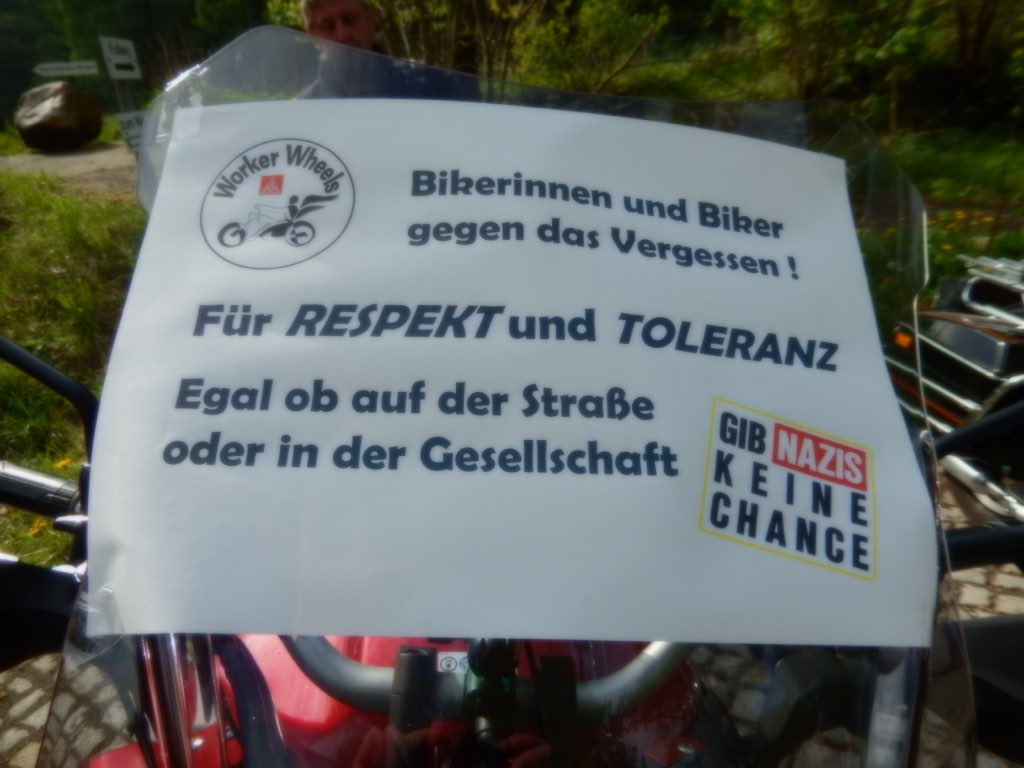 Worker Wheels
Bikerinnen und Biker
gegen das Vergessen !
Für RESPEKT und TOLERANZ
Egal ob auf der Straße
oder in der Gesellschaft
GIB NAZIS
KEINE
CHANCE